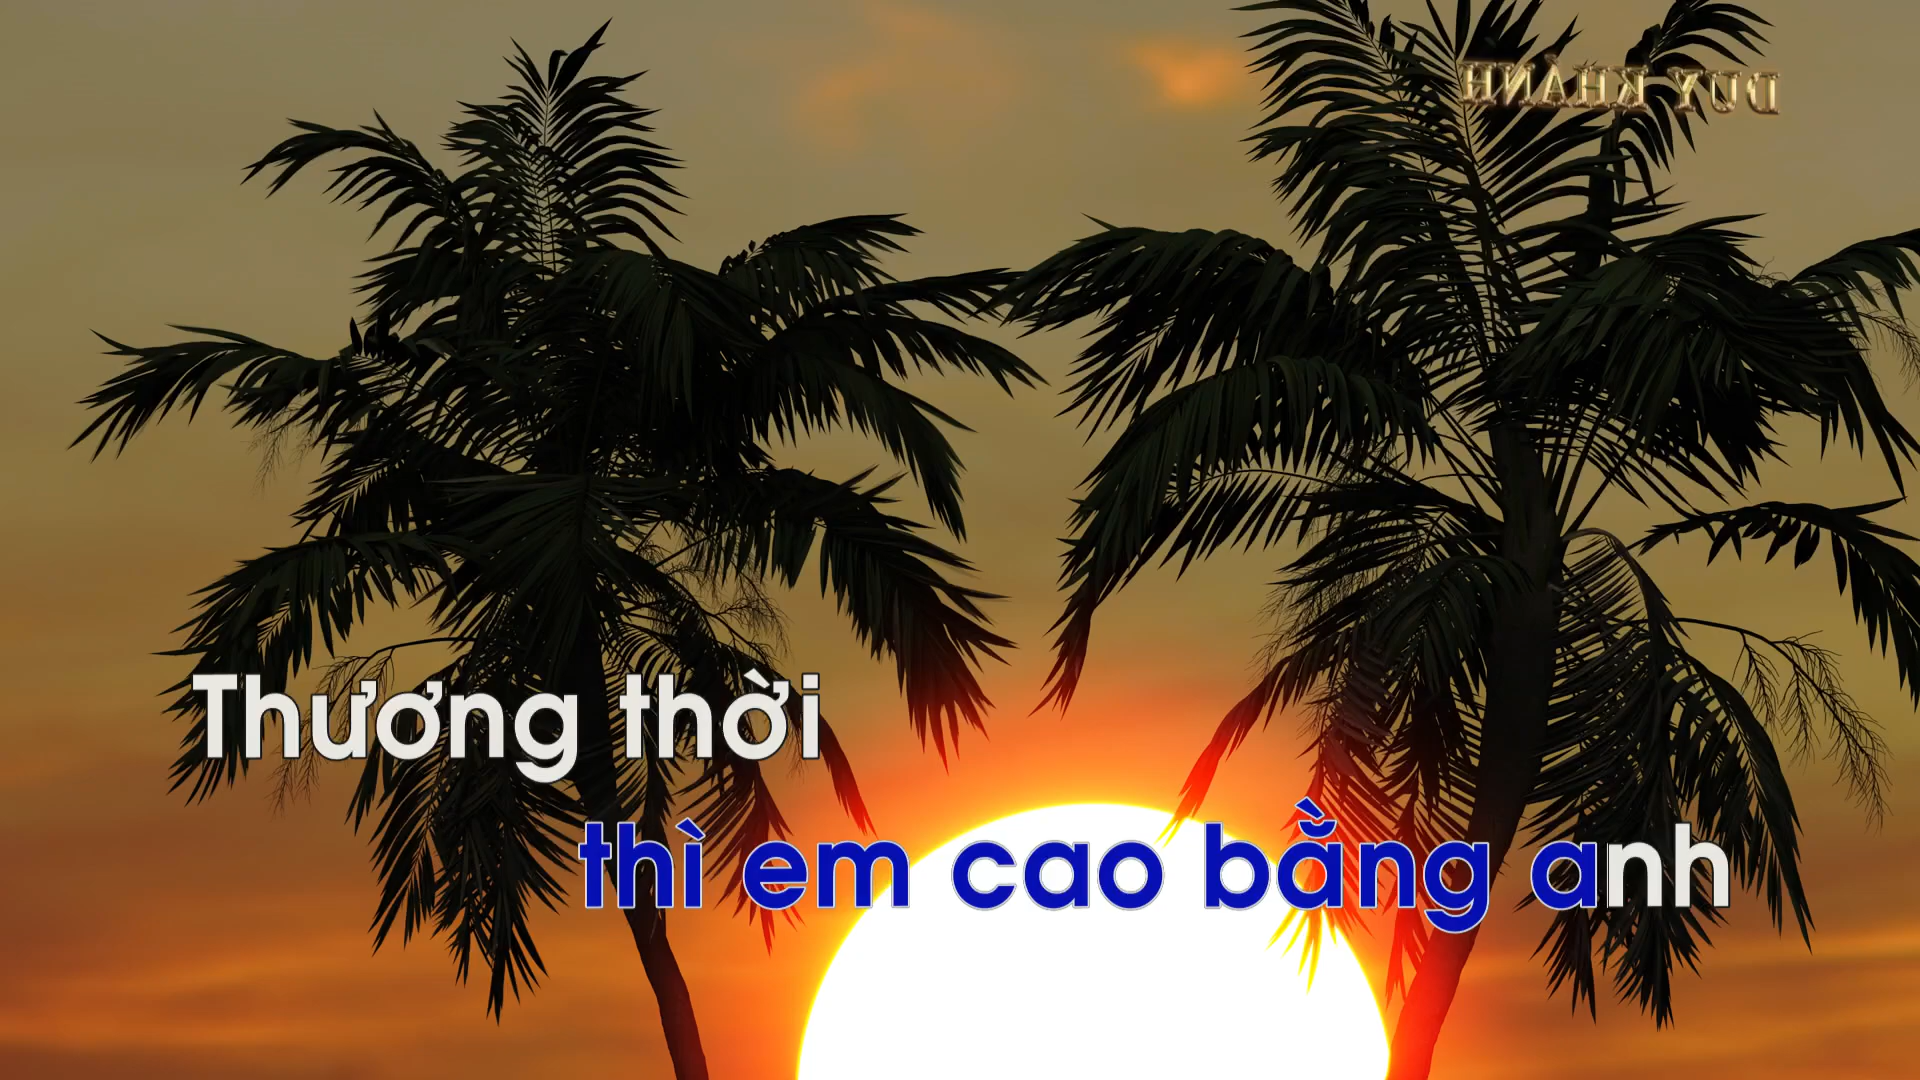 DUY KHÁNH
Thương thời
thì em cao bằng anh